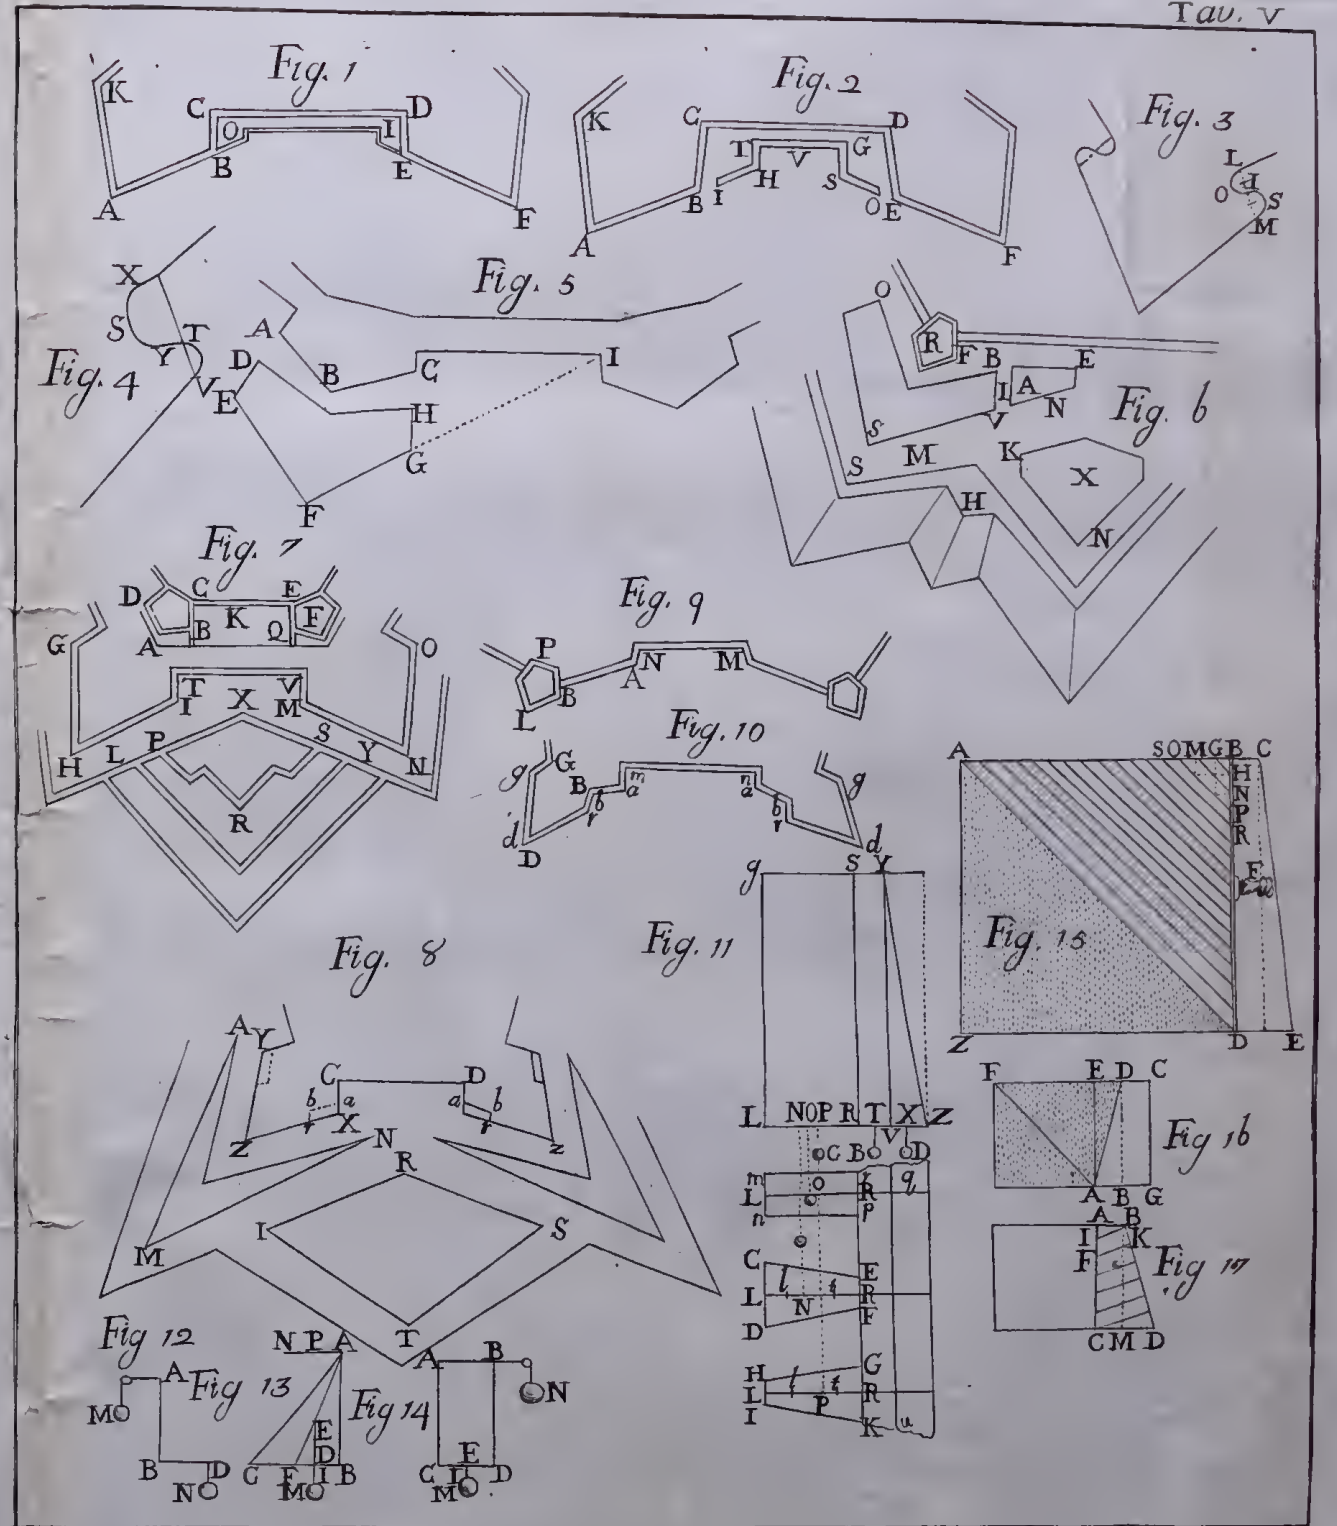 Tav. V
Fig. 1
K
C D
O I
B E
A F
Fig. 2
K
C D
T V G
H S
B I O E
A F
Fig. 3
L
I
O S
M
Fig. 4
X
S T
Y
V
Fig. 5
A
D B C I
E H
G
F
Fig. 6
O
R F B E
I A N
V
S
S M K X
H N
Fig. 7
D C E
K F
B Q
A
G O
T X V
I M
H L P S Y N
R
Fig. 9
P
N M
A
B
L
Fig. 10
g G g
B m n
b a a b
r r
d d
D
Fig. 8
A Y
C D
b a a b
r X r
Z N z
R
I S
M
T
Fig. 11
g S Y
L N O P R T X Z
V
C B D
m q
L O R
n p
C E
l t
L N R
D F
H G
l t
L P R
I K u
Fig. 15
A S O M G B C
H
N
P
R
F
Z D E
Fig 16
F E D C
A B G
Fig 17
A B
I K
F
C M D
Fig 12
A
M
B D
N
Fig 13
N P A
E
D
C F I B
M
Fig 14
A B
N
E
C I D
M